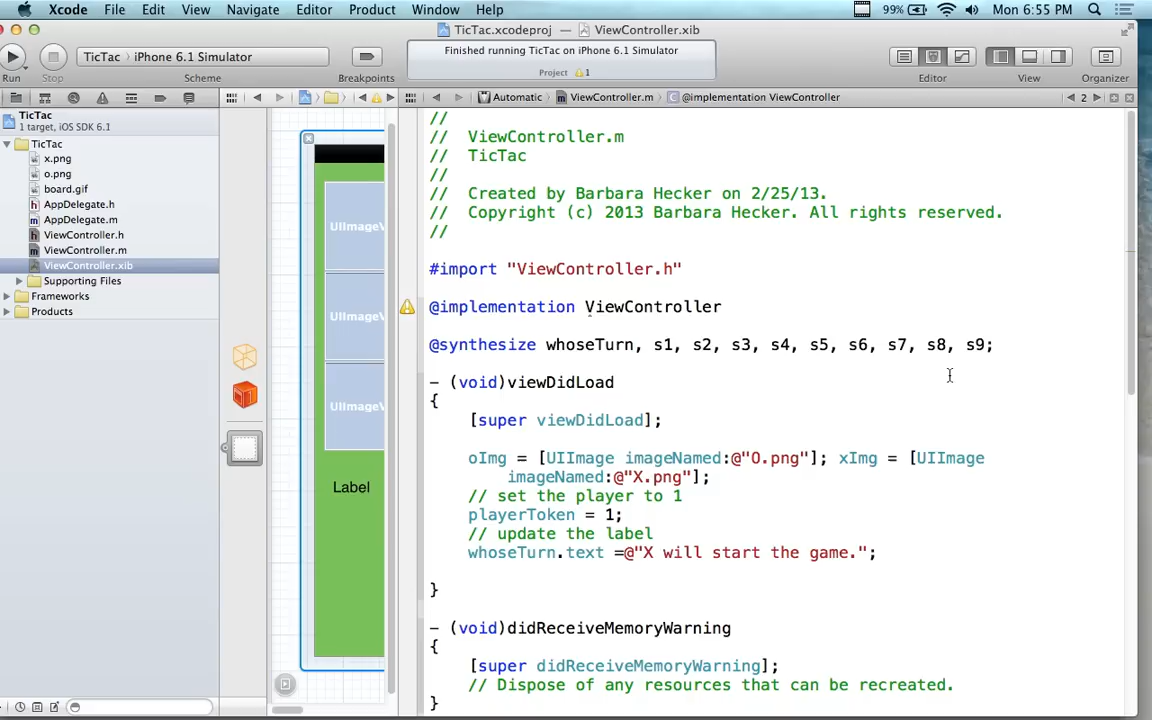 Xcode File Edit View Navigate Editor Product Window Help 99% Mon 6:55 PM
TicTac.xcodeproj — ViewController.xib
TicTac > iPhone 6.1 Simulator
Finished running TicTac on iPhone 6.1 Simulator
Project 1
Run Stop Scheme Breakpoints Editor View Organizer
Automatic ViewController.m @implementation ViewController 2
TicTac
1 target, iOS SDK 6.1
TicTac
x.png
o.png
board.gif
AppDelegate.h
AppDelegate.m
ViewController.h
ViewController.m
ViewController.xib
Supporting Files
Frameworks
Products
UIImageV
UIImageV
UIImageV
Label
//
//  ViewController.m
//  TicTac
//
//  Created by Barbara Hecker on 2/25/13.
//  Copyright (c) 2013 Barbara Hecker. All rights reserved.
//
#import "ViewController.h"
@implementation ViewController
@synthesize whoseTurn, s1, s2, s3, s4, s5, s6, s7, s8, s9;
- (void)viewDidLoad
{
[super viewDidLoad];
oImg = [UIImage imageNamed:@"O.png"]; xImg = [UIImage
imageNamed:@"X.png"];
// set the player to 1
playerToken = 1;
// update the label
whoseTurn.text =@"X will start the game.";
}
- (void)didReceiveMemoryWarning
{
[super didReceiveMemoryWarning];
// Dispose of any resources that can be recreated.
}